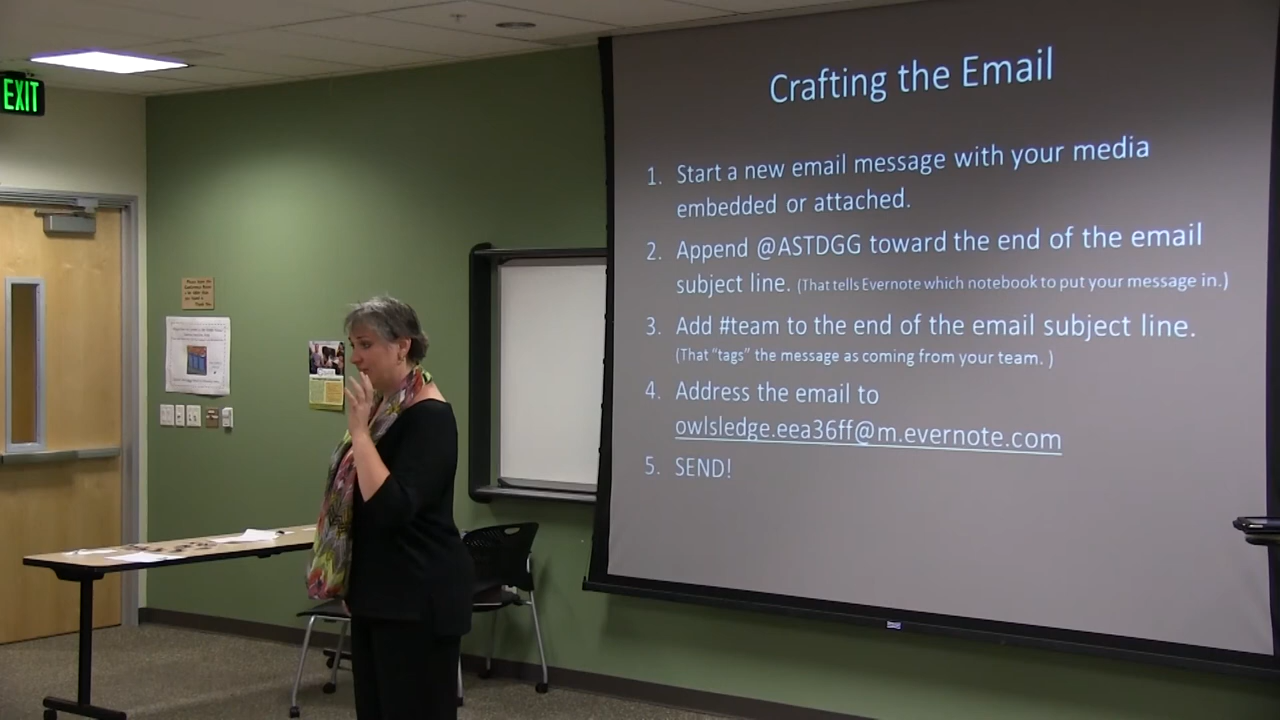 EXIT
Crafting the Email
1. Start a new email message with your media
embedded or attached.
2. Append @ASTDGG toward the end of the email
subject line. (That tells Evernote which notebook to put your message in.)
3. Add #team to the end of the email subject line.
(That "tags" the message as coming from your team. )
4. Address the email to
owlsledge.eea36ff@m.evernote.com
5. SEND!